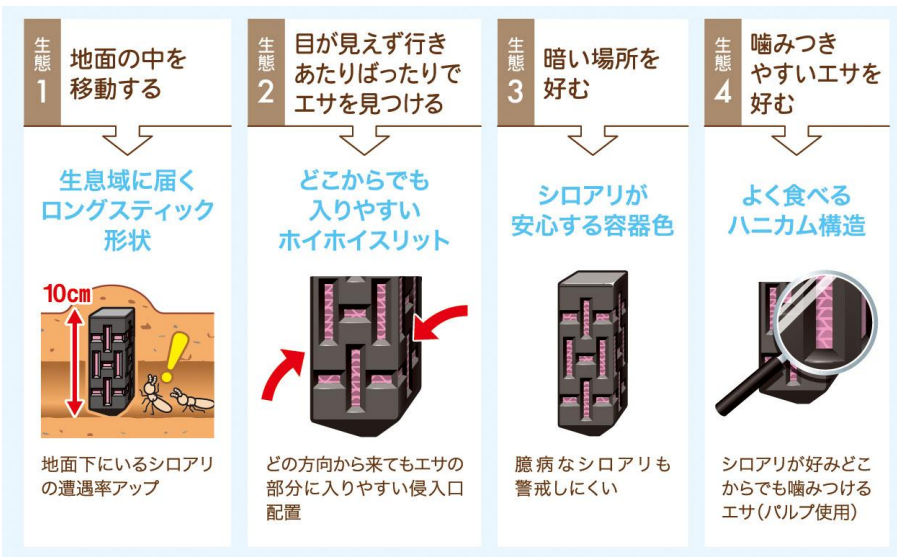 生態1
地面の中を
移動する
生息域に届く
ロングスティック
形状
10cm
地面下にいるシロアリ
の遭遇率アップ
生態2
目が見えず行き
あたりばったりで
エサを見つける
どこからでも
入りやすい
ホイホイスリット
どの方向から来てもエサの
部分に入りやすい侵入口
配置
生態3
暗い場所を
好む
シロアリが
安心する容器色
臆病なシロアリも
警戒しにくい
生態4
噛みつき
やすいエサを
好む
よく食べる
ハニカム構造
シロアリが好みどこ
からでも噛みつける
エサ(パルプ使用)